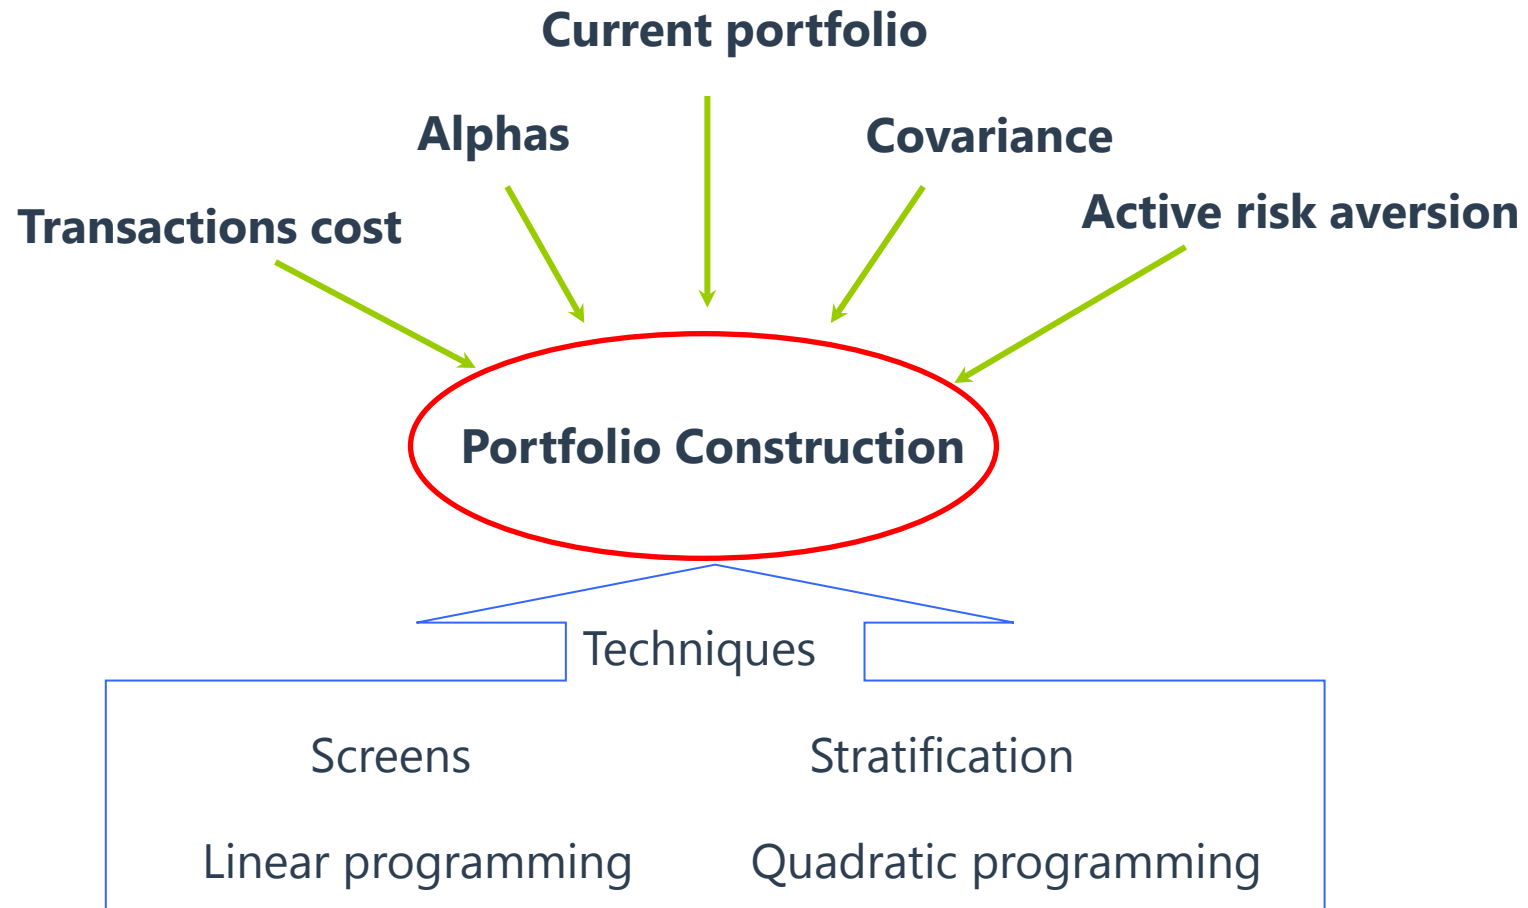 Current portfolio
Alphas
Covariance
Transactions cost
Active risk aversion
Portfolio Construction
Techniques
Screens
Stratification
Linear programming
Quadratic programming